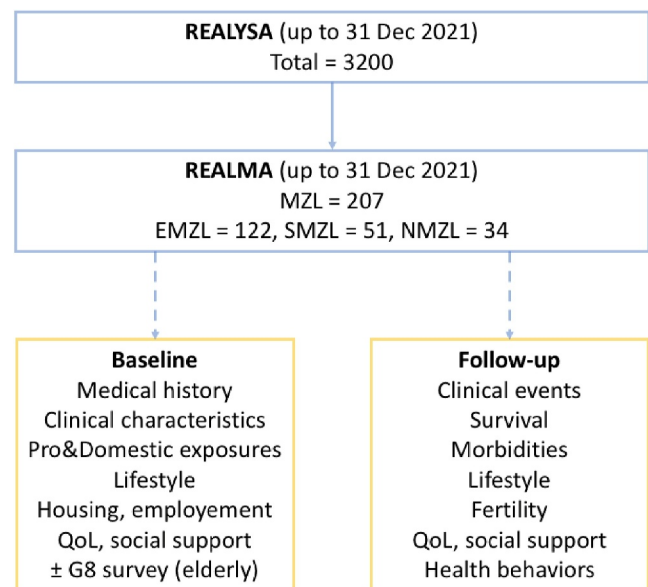 REALYSA (up to 31 Dec 2021)
Total = 3200
REALMA (up to 31 Dec 2021)
MZL = 207
EMZL = 122, SMZL = 51, NMZL = 34
Baseline
Medical history
Clinical characteristics
Pro&Domestic exposures
Lifestyle
Housing, employement
QoL, social support
± G8 survey (elderly)
Follow-up
Clinical events
Survival
Morbidities
Lifestyle
Fertility
QoL, social support
Health behaviors